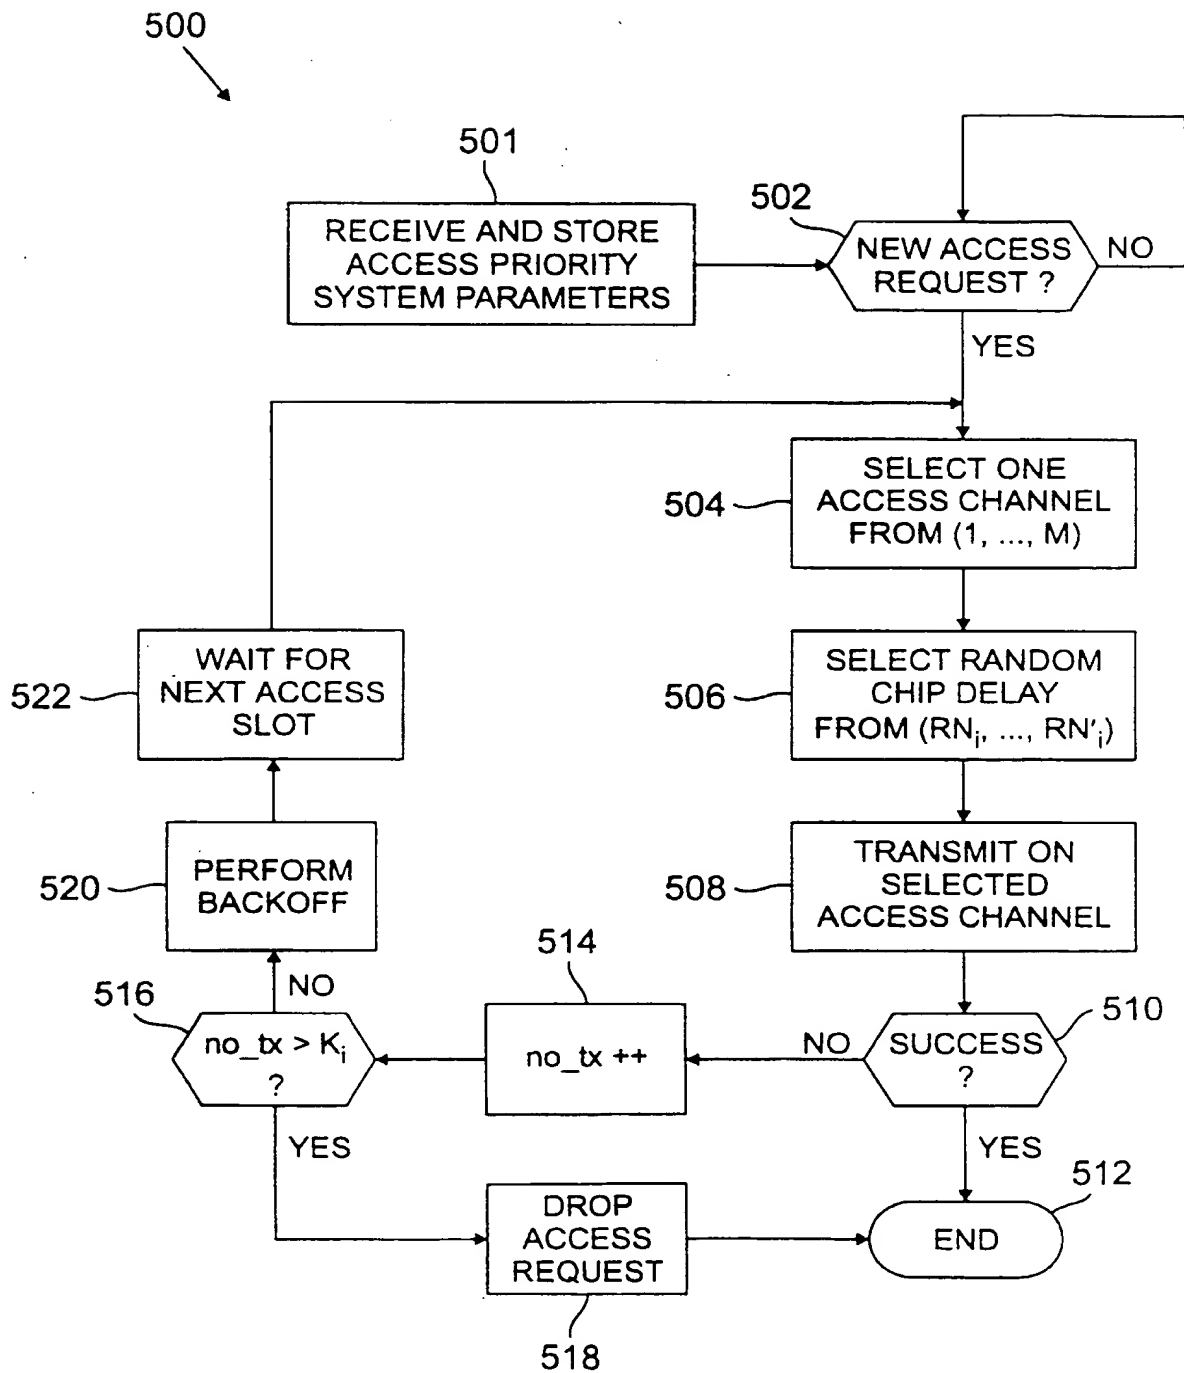 500
501
RECEIVE AND STORE
ACCESS PRIORITY
SYSTEM PARAMETERS
502
NEW ACCESS
REQUEST ?
NO
YES
504
SELECT ONE
ACCESS CHANNEL
FROM (1, ..., M)
506
SELECT RANDOM
CHIP DELAY
FROM (RNi, ..., RN'i)
522
WAIT FOR
NEXT ACCESS
SLOT
508
TRANSMIT ON
SELECTED
ACCESS CHANNEL
520
PERFORM
BACKOFF
514
no_tx ++
510
SUCCESS
?
NO
YES
516
no_tx > Ki
?
NO
YES
512
END
DROP
ACCESS
REQUEST
518